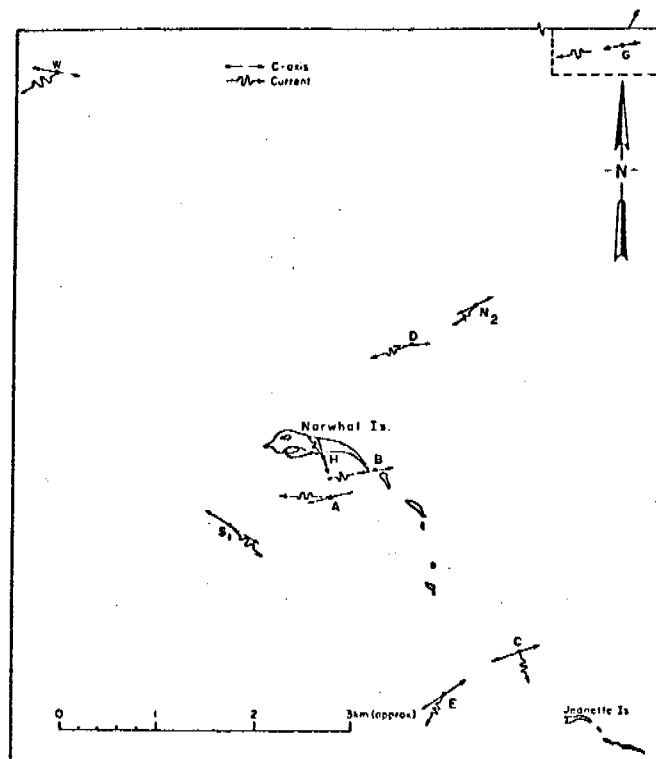 W
C-axis
Current
G
N
N2
D
Narwhal Is.
H
B
A
S1
C
E
Jeanette Is
0
1
2
3km (approx)